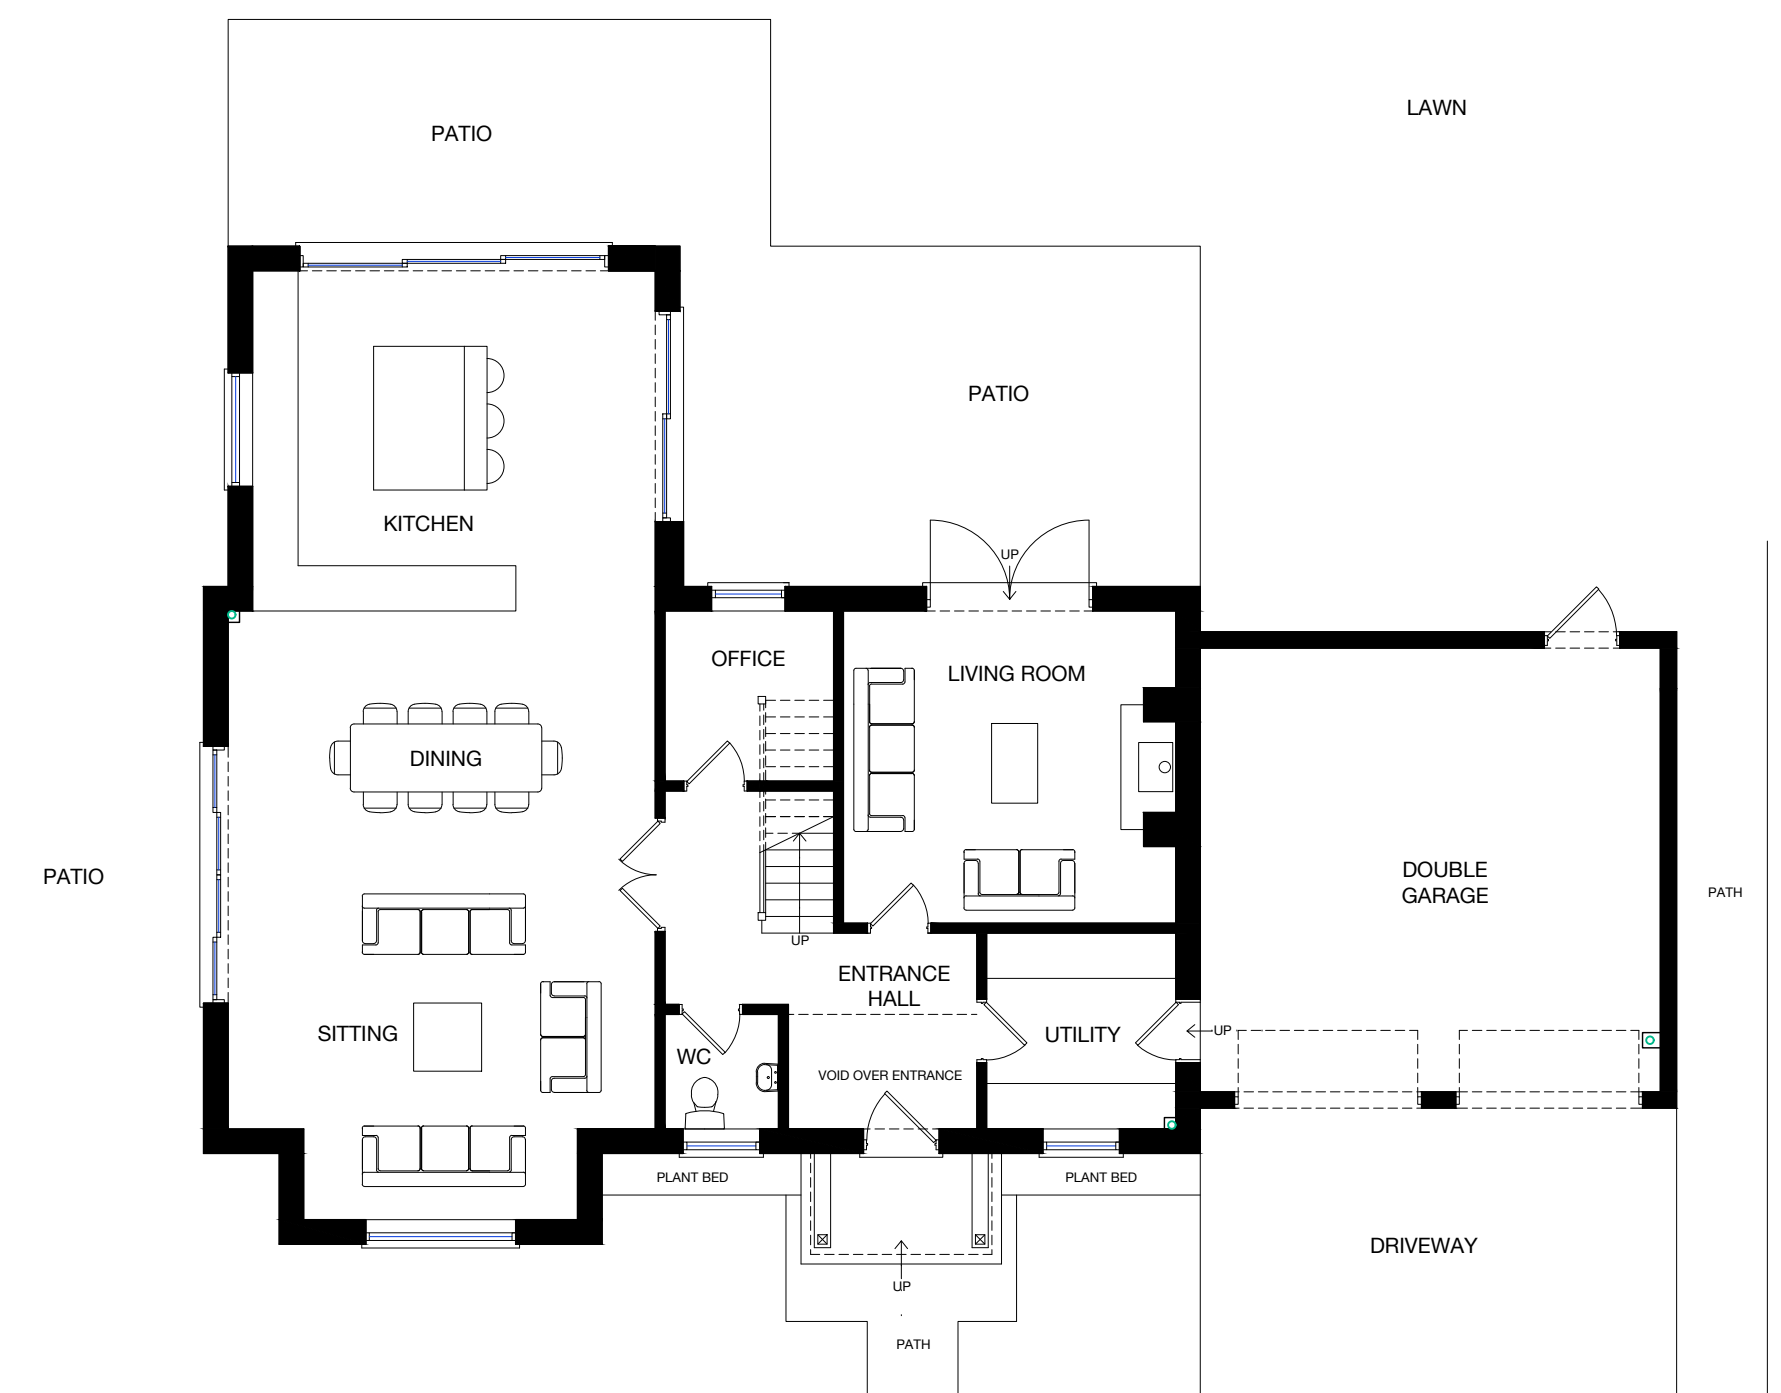 LAWN
PATIO
PATIO
KITCHEN
UP
OFFICE
LIVING ROOM
DINING
PATIO
DOUBLE
GARAGE
PATH
UP
ENTRANCE
HALL
SITTING
WC
UTILITY
UP
VOID OVER ENTRANCE
PLANT BED
PLANT BED
DRIVEWAY
UP
PATH